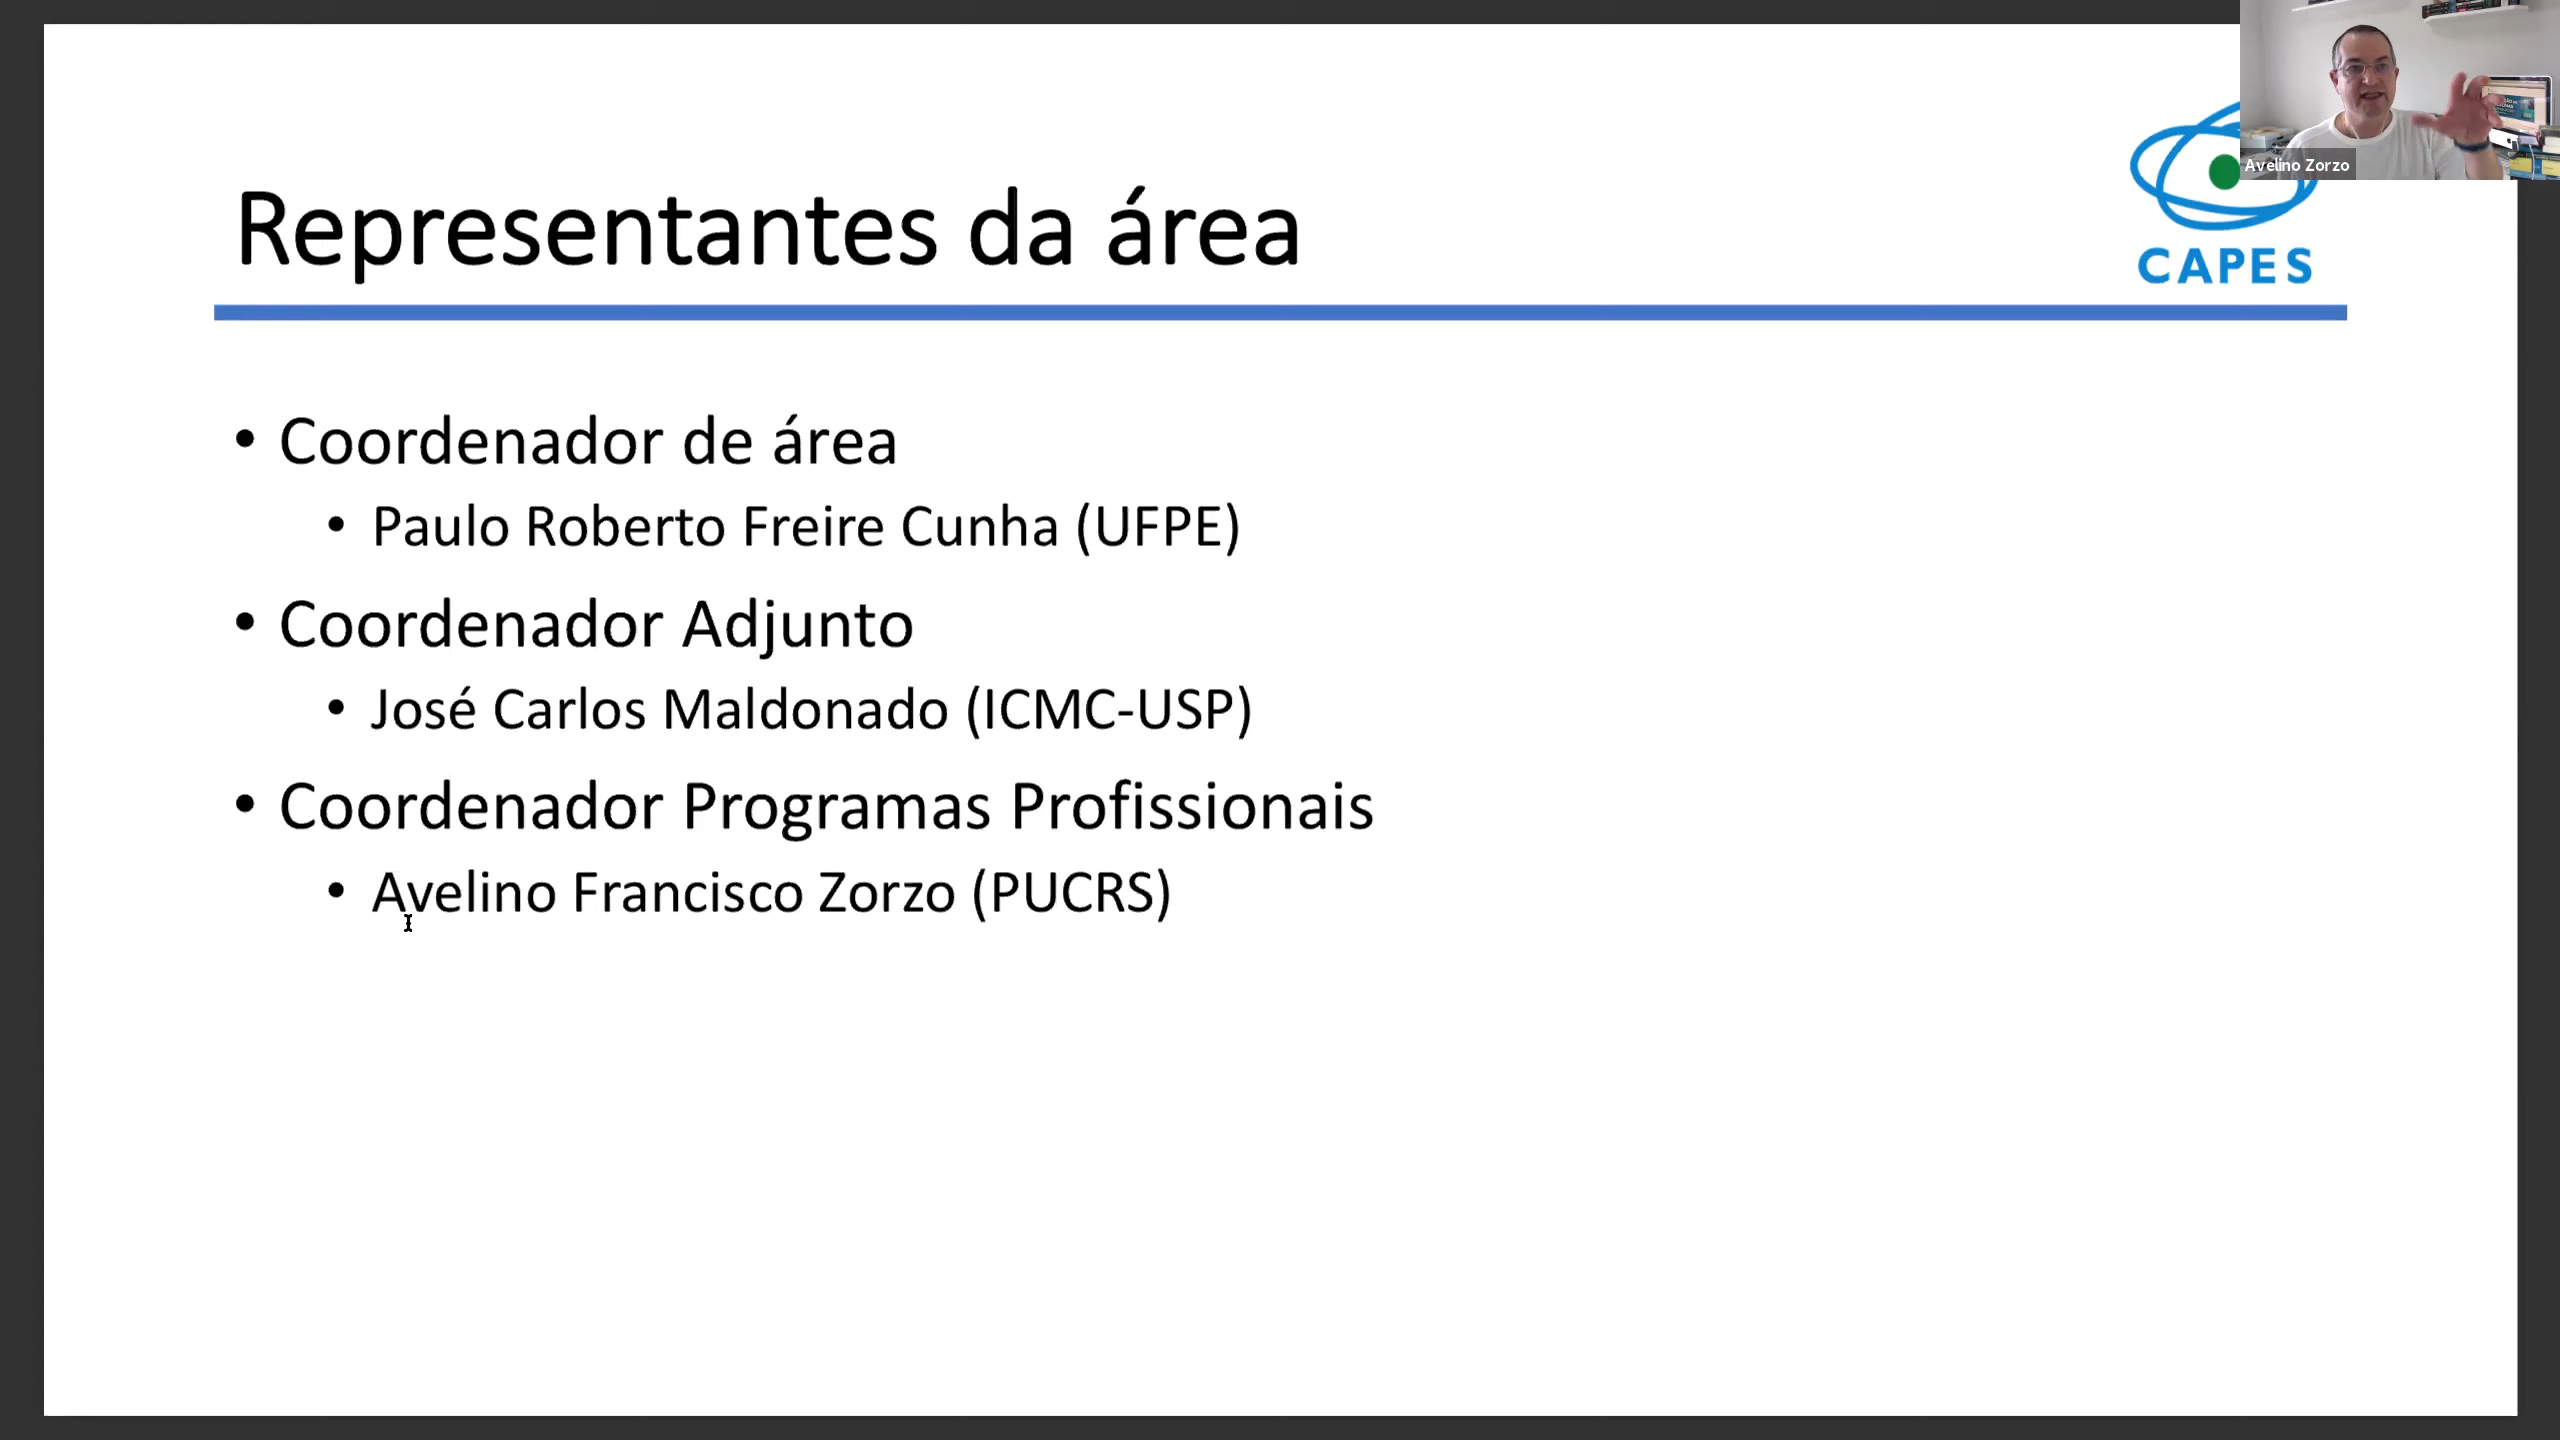 Avelino Zorzo
Representantes da área
CAPES
• Coordenador de área
• Paulo Roberto Freire Cunha (UFPE)
• Coordenador Adjunto
• José Carlos Maldonado (ICMC-USP)
• Coordenador Programas Profissionais
• Avelino Francisco Zorzo (PUCRS)